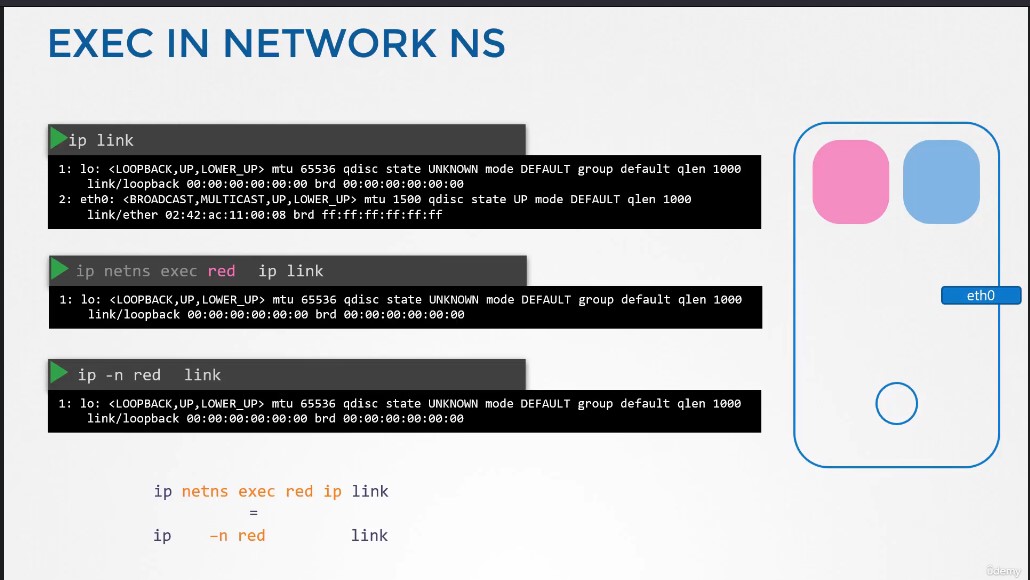 EXEC IN NETWORK NS
ip link
1: lo: <LOOPBACK,UP,LOWER_UP> mtu 65536 qdisc state UNKNOWN mode DEFAULT group default qlen 1000
link/loopback 00:00:00:00:00:00 brd 00:00:00:00:00:00
2: eth0: <BROADCAST,MULTICAST,UP,LOWER_UP> mtu 1500 qdisc state UP mode DEFAULT qlen 1000
link/ether 02:42:ac:11:00:08 brd ff:ff:ff:ff:ff:ff
ip netns exec red ip link
1: lo: <LOOPBACK,UP,LOWER_UP> mtu 65536 qdisc state UNKNOWN mode DEFAULT group default qlen 1000
link/loopback 00:00:00:00:00:00 brd 00:00:00:00:00:00
eth0
ip -n red link
1: lo: <LOOPBACK,UP,LOWER_UP> mtu 65536 qdisc state UNKNOWN mode DEFAULT group default qlen 1000
link/loopback 00:00:00:00:00:00 brd 00:00:00:00:00:00
ip netns exec red ip link
=
ip –n red link
ûdemy